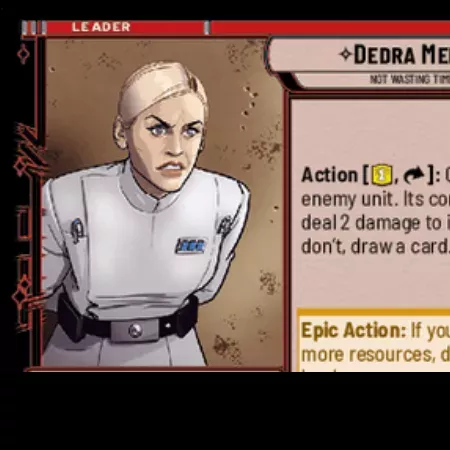 LEADER
DEDRA ME
NOT WASTING TIM
Action [1, ]:
enemy unit. Its co
deal 2 damage to i
don't, draw a card.
Epic Action: If you
more resources, d